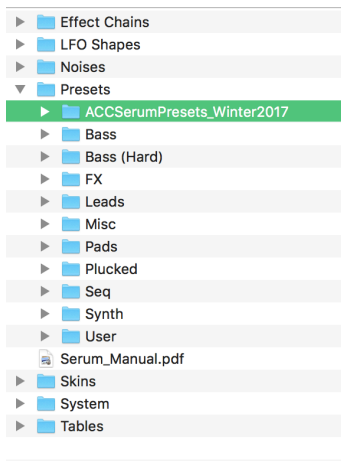 Effect Chains
LFO Shapes
Noises
Presets
ACCSerumPresets_Winter2017
Bass
Bass (Hard)
FX
Leads
Misc
Pads
Plucked
Seq
Synth
User
Serum_Manual.pdf
Skins
System
Tables